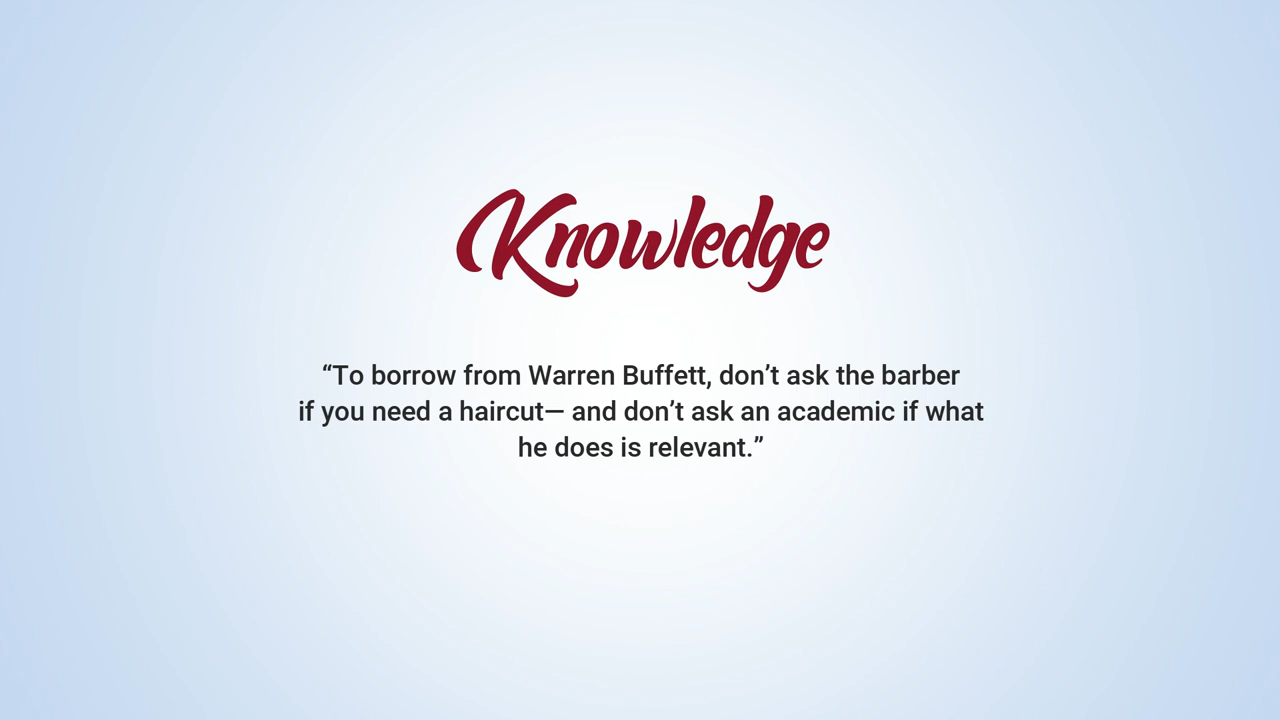 Knowledge
“To borrow from Warren Buffett, don’t ask the barber
if you need a haircut— and don’t ask an academic if what
he does is relevant.”